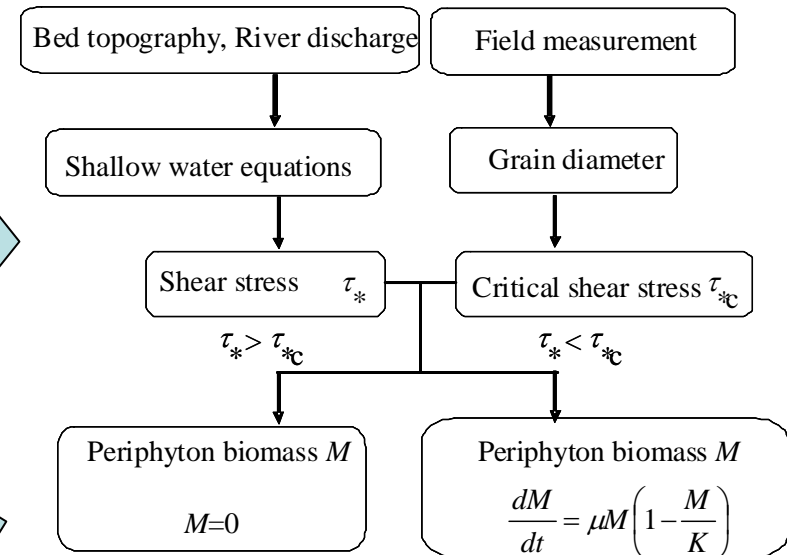 Bed topography, River discharge
Field measurement
Shallow water equations
Grain diameter
Shear stress τ*
Critical shear stress τ*c
τ* > τ*c
τ* < τ*c
Periphyton biomass M
M=0
Periphyton biomass M
dM/dt = μM(1 − M/K)